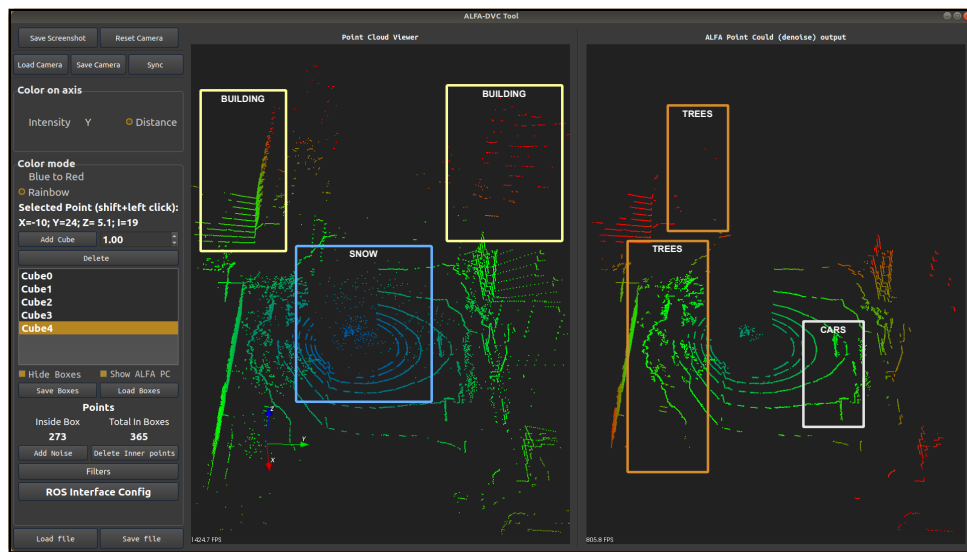 ALFA-DVC Tool
Save Screenshot Reset Camera
Load Camera Save Camera Sync
Color on axis
Intensity Y Distance
Color mode
Blue to Red
Rainbow
Selected Point (shift+left click):
X=-10; Y=24; Z= 5.1; I=19
Add Cube 1.00
Delete
Cube0
Cube1
Cube2
Cube3
Cube4
Hide Boxes Show ALFA PC
Save Boxes Load Boxes
Points
Inside Box Total In Boxes
273 365
Add Noise Delete Inner points
Filters
ROS Interface Config
Load file Save file
Point Cloud Viewer
BUILDING BUILDING
SNOW
Z
Y
X
1424.7 FPS
ALFA Point Could (denoise) output
TREES
TREES
CARS
805.8 FPS